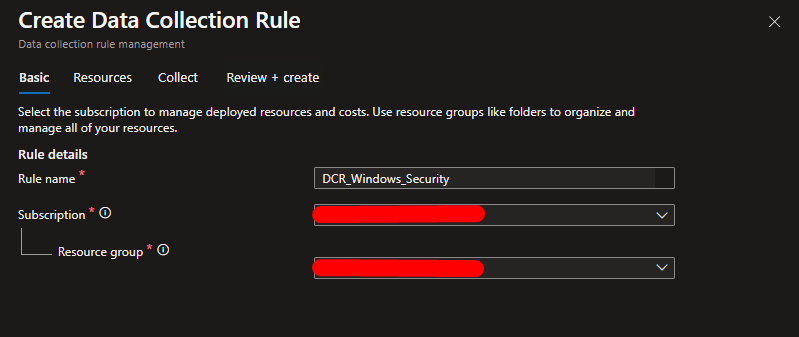 Create Data Collection Rule
Data collection rule management
Basic Resources Collect Review + create
Select the subscription to manage deployed resources and costs. Use resource groups like folders to organize and
manage all of your resources.
Rule details
Rule name * DCR_Windows_Security
Subscription *
Resource group *